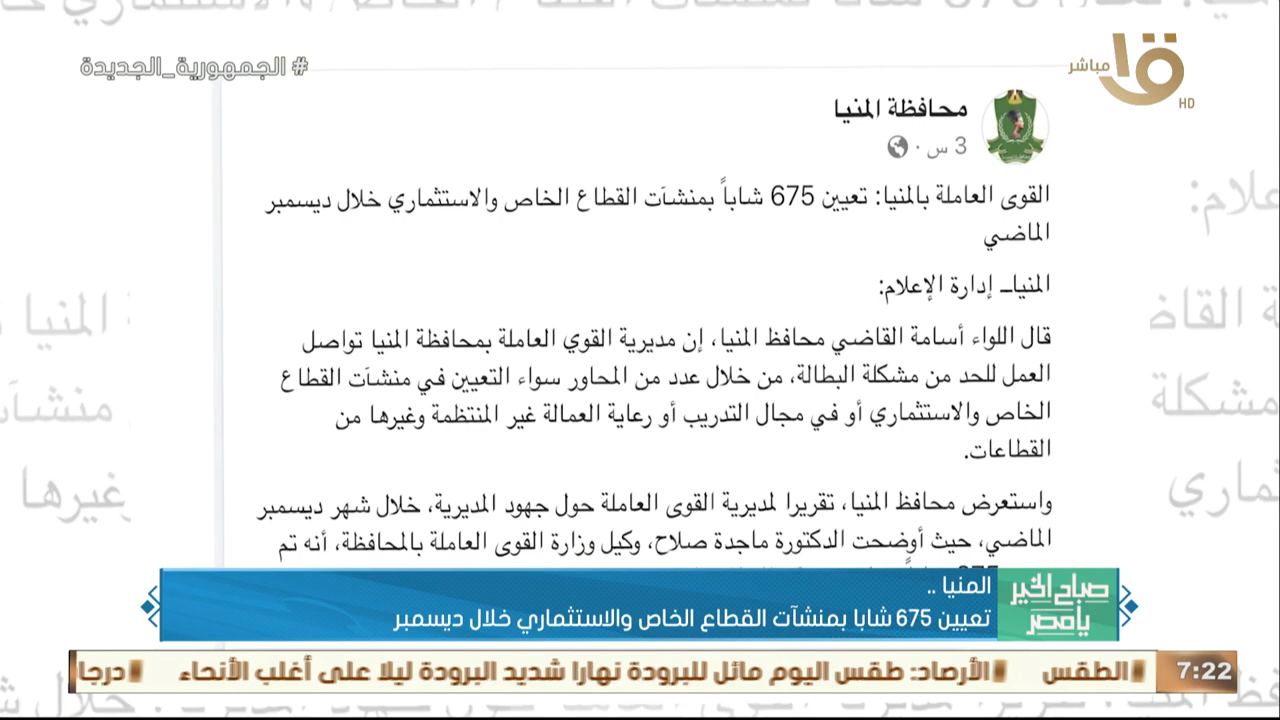 # الجمهورية_الجديدة
مباشر
HD
محافظة المنيا
3 س ·
القوى العاملة بالمنيا: تعيين 675 شاباً بمنشآت القطاع الخاص والاستثماري خلال ديسمبر
الماضي
المنياـ إدارة الإعلام:
قال اللواء أسامة القاضي محافظ المنيا، إن مديرية القوي العاملة بمحافظة المنيا تواصل
العمل للحد من مشكلة البطالة، من خلال عدد من المحاور سواء التعيين في منشآت القطاع
الخاص والاستثماري أو في مجال التدريب أو رعاية العمالة غير المنتظمة وغيرها من
القطاعات.
واستعرض محافظ المنيا، تقريرا لمديرية القوى العاملة حول جهود المديرية، خلال شهر ديسمبر
الماضي، حيث أوضحت الدكتورة ماجدة صلاح، وكيل وزارة القوى العاملة بالمحافظة، أنه تم
صباح الخير
يا مصر
المنيا ..
تعيين 675 شابا بمنشآت القطاع الخاص والاستثماري خلال ديسمبر
7:22
الطقس
الأرصاد: طقس اليوم مائل للبرودة نهارا شديد البرودة ليلا على أغلب الأنحاء
درجا